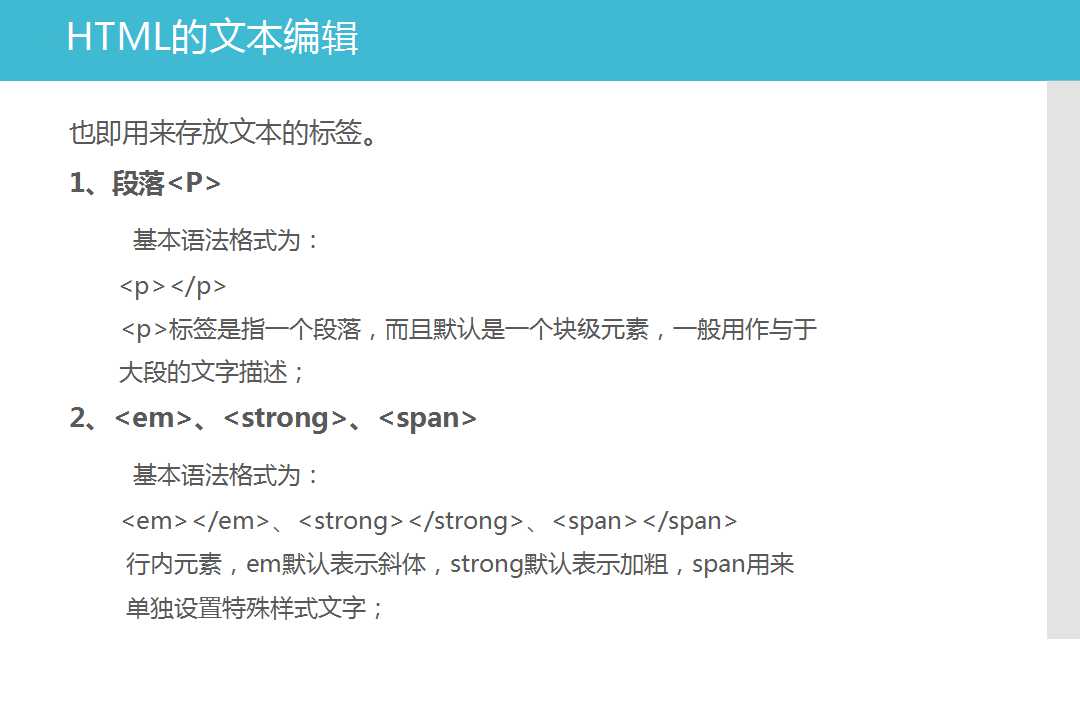 HTML的文本编辑
也即用来存放文本的标签。
1、段落<P>
基本语法格式为：
<p></p>
<p>标签是指一个段落，而且默认是一个块级元素，一般用作与于
大段的文字描述；
2、<em>、<strong>、<span>
基本语法格式为：
<em></em>、<strong></strong>、<span></span>
行内元素，em默认表示斜体，strong默认表示加粗，span用来
单独设置特殊样式文字；